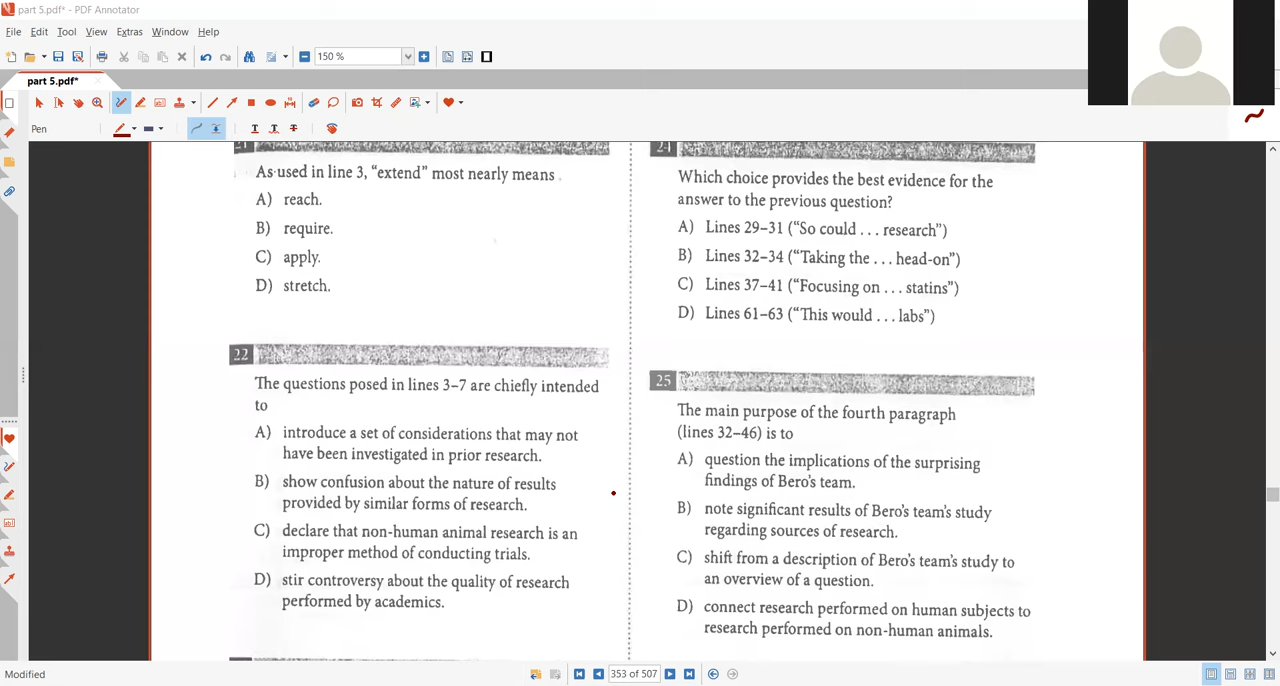 part 5.pdf* - PDF Annotator
File Edit Tool View Extras Window Help
150 %
part 5.pdf*
Pen
21
As used in line 3, “extend” most nearly means .
A) reach.
B) require.
C) apply.
D) stretch.
22
The questions posed in lines 3–7 are chiefly intended
to
A) introduce a set of considerations that may not
have been investigated in prior research.
B) show confusion about the nature of results
provided by similar forms of research.
C) declare that non-human animal research is an
improper method of conducting trials.
D) stir controversy about the quality of research
performed by academics.
24
Which choice provides the best evidence for the
answer to the previous question?
A) Lines 29–31 (“So could . . . research”)
B) Lines 32–34 (“Taking the . . . head-on”)
C) Lines 37–41 (“Focusing on . . . statins”)
D) Lines 61–63 (“This would . . . labs”)
25
The main purpose of the fourth paragraph
(lines 32–46) is to
A) question the implications of the surprising
findings of Bero’s team.
B) note significant results of Bero’s team’s study
regarding sources of research.
C) shift from a description of Bero’s team’s study to
an overview of a question.
D) connect research performed on human subjects to
research performed on non-human animals.
Modified
353 of 507